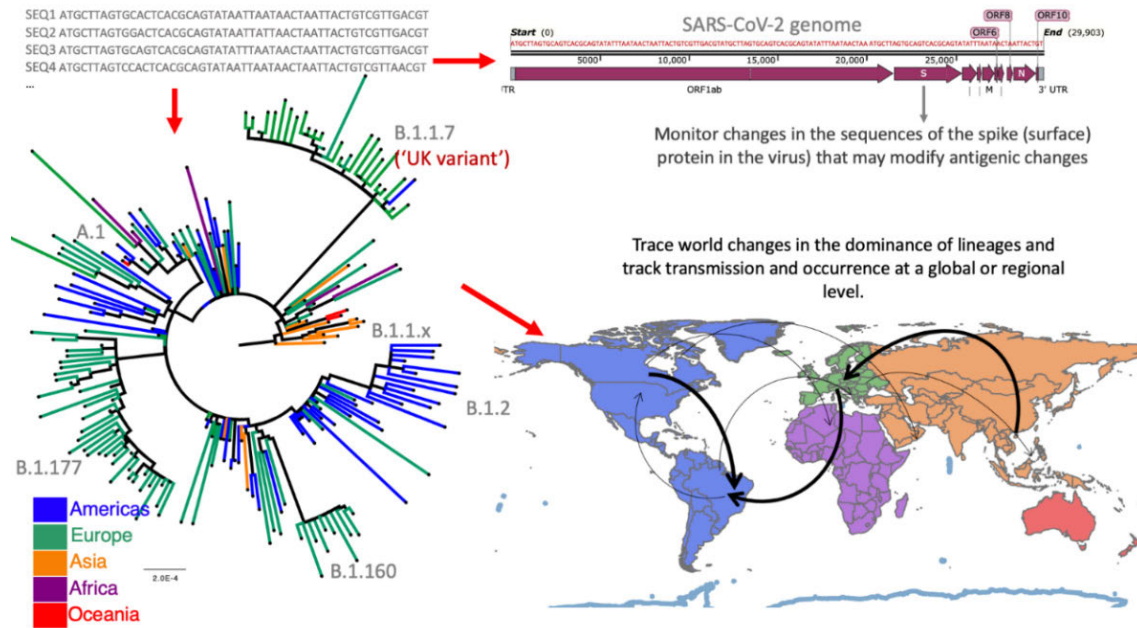 SEQ1 ATGCTTAGTGCACTCACGCAGTATAATTAATAACTAATTACTGTCGTTGACGT
SEQ2 ATGCTTAGTGGACTCACGCAGTATAATTATTAACTAATTACTGTCGTTGACGT
SEQ3 ATGCTTAGTGCAGTCACGCAGTATATTTAATAACTAATTACTGTCGTTGACGT
SEQ4 ATGCTTAGTCCACTCACGCAGTATAATTAATAACTAATTACTGTCGTTAACGT
...
SARS-CoV-2 genome
ORF8
ORF10
Start (0)
ORF6
End (29,903)
5000
10,000
15,000
20,000
25,000
S
N
UTR
ORF1ab
M
3' UTR
Monitor changes in the sequences of the spike (surface)
protein in the virus) that may modify antigenic changes
B.1.1.7
('UK variant')
A.1
B.1.1.x
B.1.2
B.1.177
B.1.160
Americas
Europe
Asia
Africa
Oceania
2.0E-4
Trace world changes in the dominance of lineages and
track transmission and occurrence at a global or regional
level.